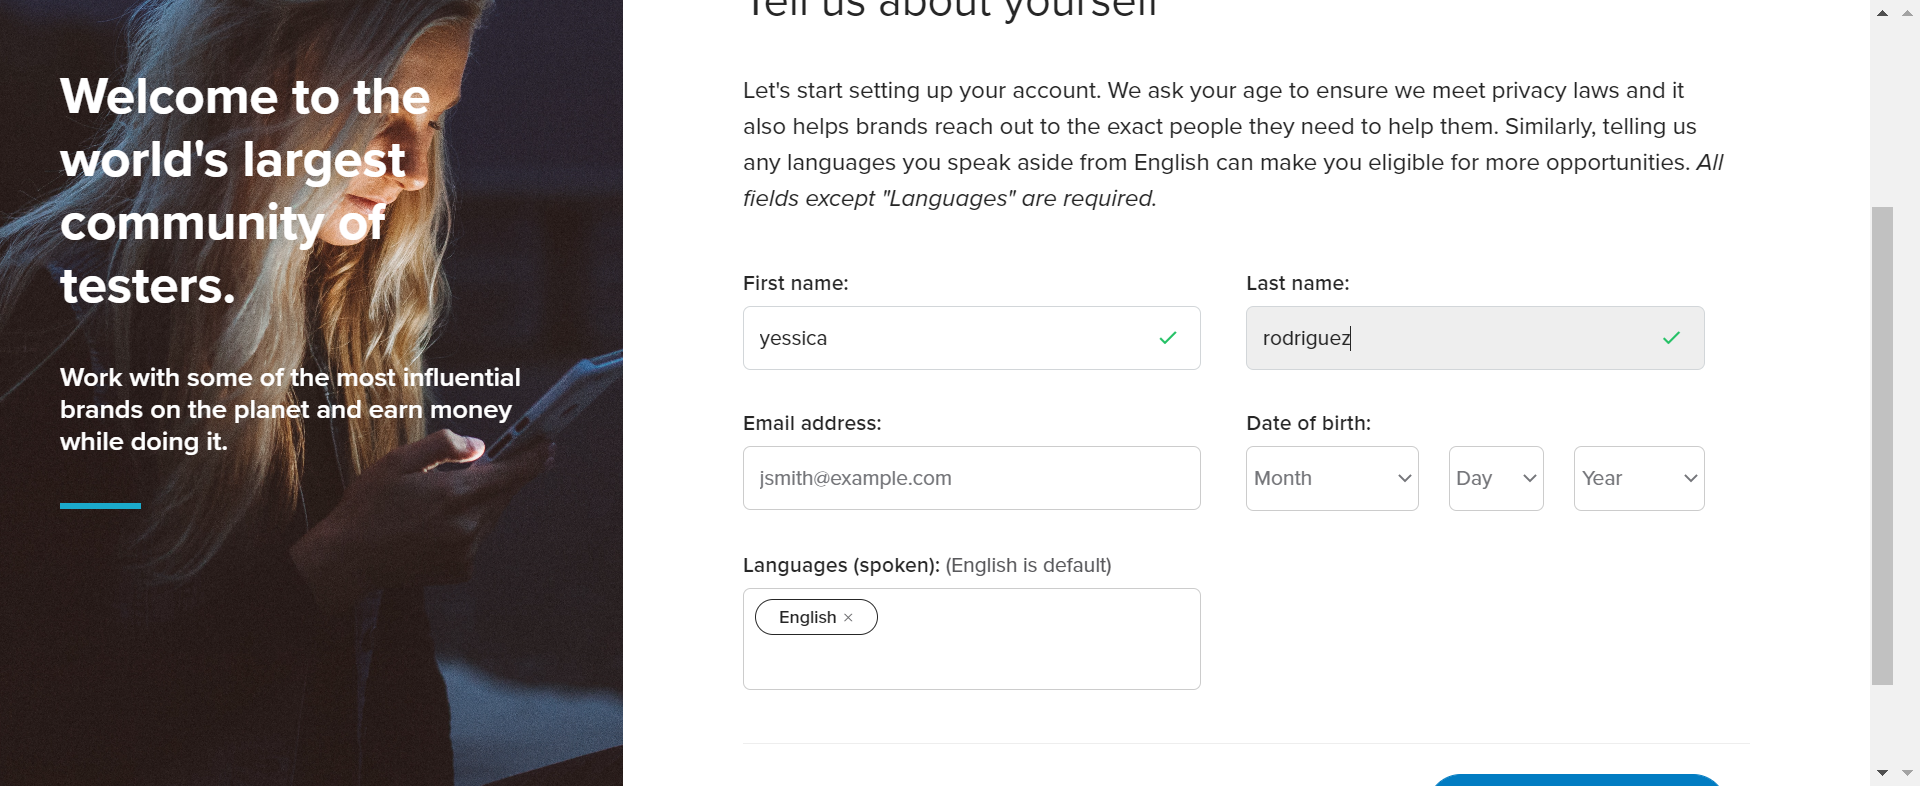 Tell us about yourself
Welcome to the
world's largest
community of
testers.
Work with some of the most influential
brands on the planet and earn money
while doing it.
Let's start setting up your account. We ask your age to ensure we meet privacy laws and it
also helps brands reach out to the exact people they need to help them. Similarly, telling us
any languages you speak aside from English can make you eligible for more opportunities. All
fields except "Languages" are required.
First name:
Last name:
yessica
rodriguez
Email address:
Date of birth:
jsmith@example.com
Month
Day
Year
Languages (spoken): (English is default)
English ×